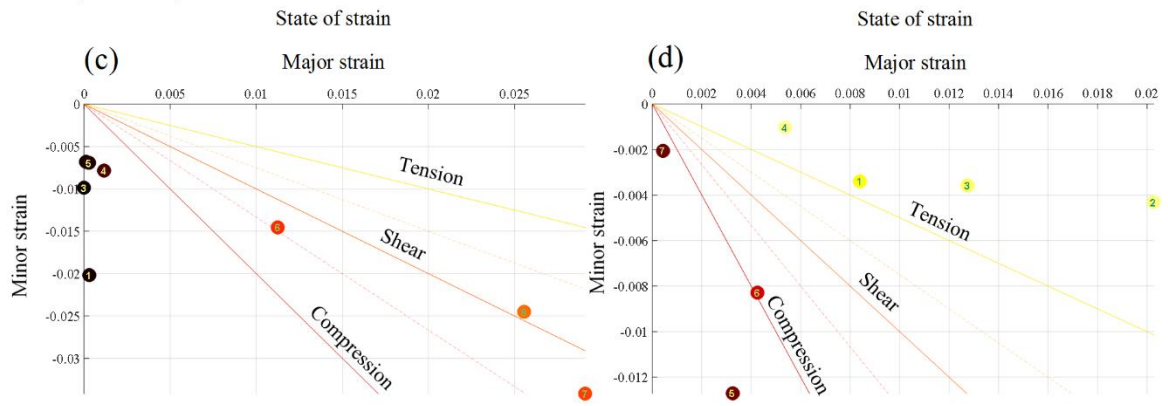 State of strain
State of strain
(c)
Major strain
(d)
Major strain
0 0.005 0.01 0.015 0.02 0.025
0 0.002 0.004 0.006 0.008 0.01 0.012 0.014 0.016 0.018 0.02
Minor strain
0
-0.005
-0.01
-0.015
-0.02
-0.025
-0.03
5
4
3
1
6
7
Tension
Shear
Compression
Minor strain
0
-0.002
-0.004
-0.006
-0.008
-0.01
-0.012
4
7
1
3
2
6
5
Tension
Shear
Compression